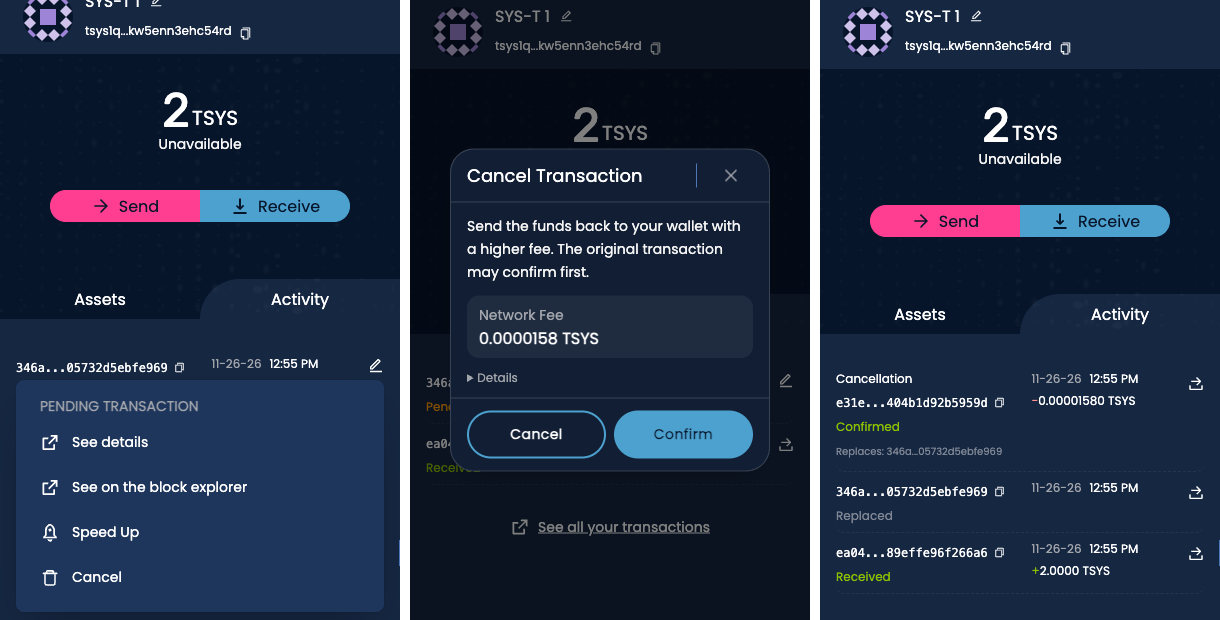 SYS-T 1
tsys1q...kw5enn3ehc54rd
2 TSYS
Unavailable
Send
Receive
Assets
Activity
346a...05732d5ebfe969
11-26-26 12:55 PM
PENDING TRANSACTION
See details
See on the block explorer
Speed Up
Cancel
SYS-T 1
tsys1q...kw5enn3ehc54rd
2 TSYS
Cancel Transaction
Send the funds back to your wallet with
a higher fee. The original transaction
may confirm first.
Network Fee
0.0000158 TSYS
Details
346a
Pen
Cancel
Confirm
ea04
Received
See all your transactions
SYS-T 1
tsys1q...kw5enn3ehc54rd
2 TSYS
Unavailable
Send
Receive
Assets
Activity
Cancellation
11-26-26 12:55 PM
e31e...404b1d92b5959d
-0.00001580 TSYS
Confirmed
Replaces: 346a...05732d5ebfe969
346a...05732d5ebfe969
11-26-26 12:55 PM
Replaced
ea04...89effe96f266a6
11-26-26 12:55 PM
+2.0000 TSYS
Received